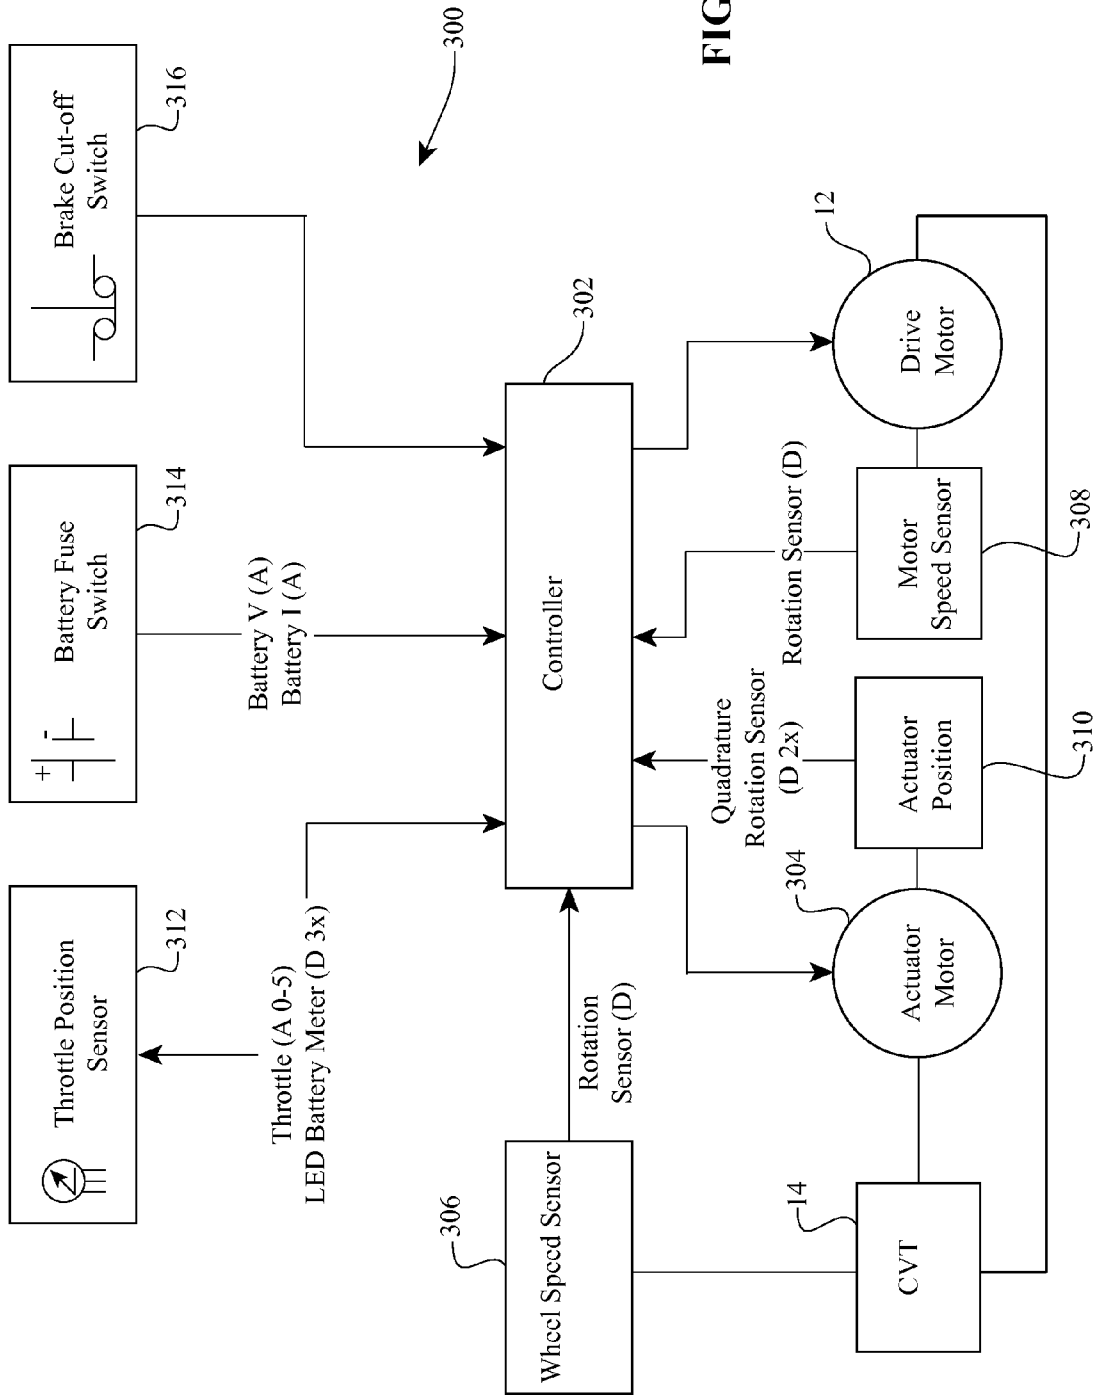 Throttle Position
Sensor
312
+
-
Battery Fuse
Switch
314
Brake Cut-off
Switch
316
300
Throttle (A 0-5)
LED Battery Meter (D 3x)
Battery V (A)
Battery I (A)
306
Wheel Speed Sensor
Rotation
Sensor (D)
Controller
302
Quadrature
Rotation Sensor
(D 2x)
Rotation Sensor (D)
14
CVT
304
Actuator
Motor
Actuator
Position
310
Motor
Speed Sensor
308
Drive
Motor
12
FIG